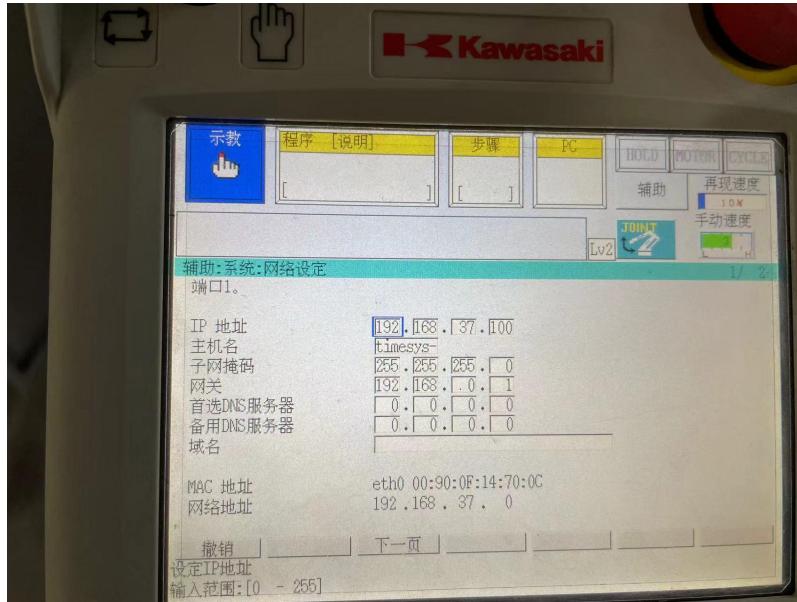 Kawasaki
示教
程序 [说明]
步骤
PC
HOLD
MOTOR
CYCLE
[ ]
[ ]
辅助
再现速度
10%
手动速度
2
L H
JOINT
Lv2
辅助:系统:网络设定
1/ 2
端口1。
IP 地址 192.168. 37.100
主机名 timesys-
子网掩码 255.255.255. 0
网关 192.168. 0. 1
首选DNS服务器 0. 0. 0. 0
备用DNS服务器 0. 0. 0. 0
域名
MAC 地址 eth0 00:90:0F:14:70:0C
网络地址 192.168. 37. 0
撤销
下一页
设定IP地址
输入范围:[0 - 255]